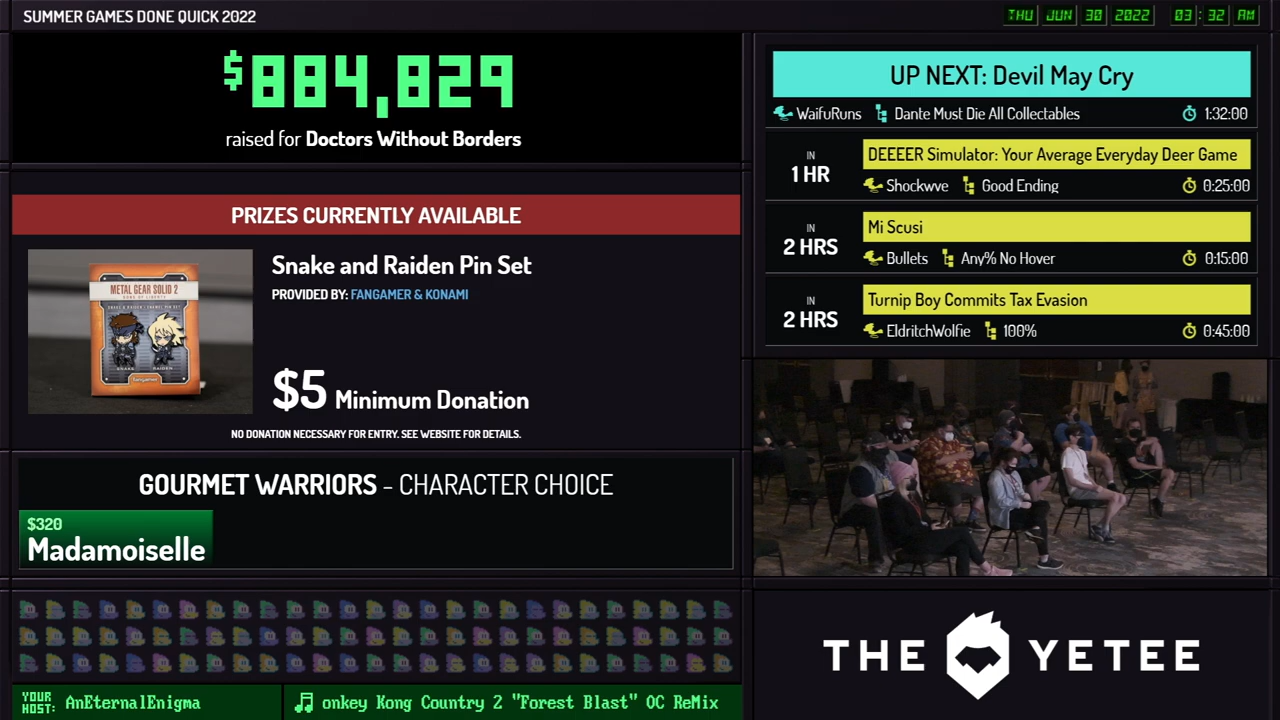 SUMMER GAMES DONE QUICK 2022
THU JUN 30 2022 03:32 AM
$884,829
raised for Doctors Without Borders
PRIZES CURRENTLY AVAILABLE
METAL GEAR SOLID 2
SONS OF LIBERTY
SNAKE RAIDEN
fangamer
Snake and Raiden Pin Set
PROVIDED BY: FANGAMER & KONAMI
$5 Minimum Donation
NO DONATION NECESSARY FOR ENTRY. SEE WEBSITE FOR DETAILS.
GOURMET WARRIORS - CHARACTER CHOICE
$320
Madamoiselle
YOUR HOST: AnEternalEnigma
onkey Kong Country 2 "Forest Blast" OC ReMix
UP NEXT: Devil May Cry
WaifuRuns Dante Must Die All Collectables 1:32:00
IN 1 HR
DEEEER Simulator: Your Average Everyday Deer Game
Shockwve Good Ending 0:25:00
IN 2 HRS
Mi Scusi
Bullets Any% No Hover 0:15:00
IN 2 HRS
Turnip Boy Commits Tax Evasion
EldritchWolfie 100% 0:45:00
THE YETEE